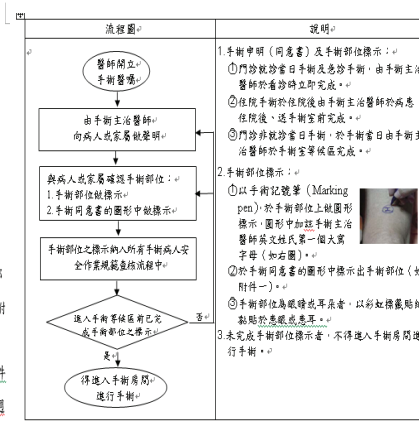 流程圖
說明
醫師開立
手術醫囑
由手術主治醫師
向病人或家屬做聲明
與病人或家屬確認手術部位：
1.手術部位做標示
2.手術同意書的圖形中做標示
手術部位之標示納入所有手術病人安
全作業規範查核流程中
進入手術等候區前已完
成手術部位之標示
否
是
得進入手術房間
進行手術
1.手術申明（同意書）及手術部位標示：
①門診就診當日手術及急診手術，由手術主治
醫師於看診時立即完成。
②住院手術於住院後由手術主治醫師於病患
住院後、送手術室前完成。
③門診非就診當日手術，於手術當日由手術主
治醫師於手術室等候區完成。
2.手術部位標示：
①以手術記號筆（Marking
pen），於手術部位上做圓形
標示，圓形中加註手術主治
醫師英文姓氏第一個大寫
字母（如右圖）。
②於手術同意書的圖形中標示出手術部位（如
附件一）。
③手術部位為眼睛或耳朵者，以彩虹標籤貼紙
黏貼於患眼或患耳。
3.未完成手術部位標示者，不得進入手術房間進
行手術。
附
件